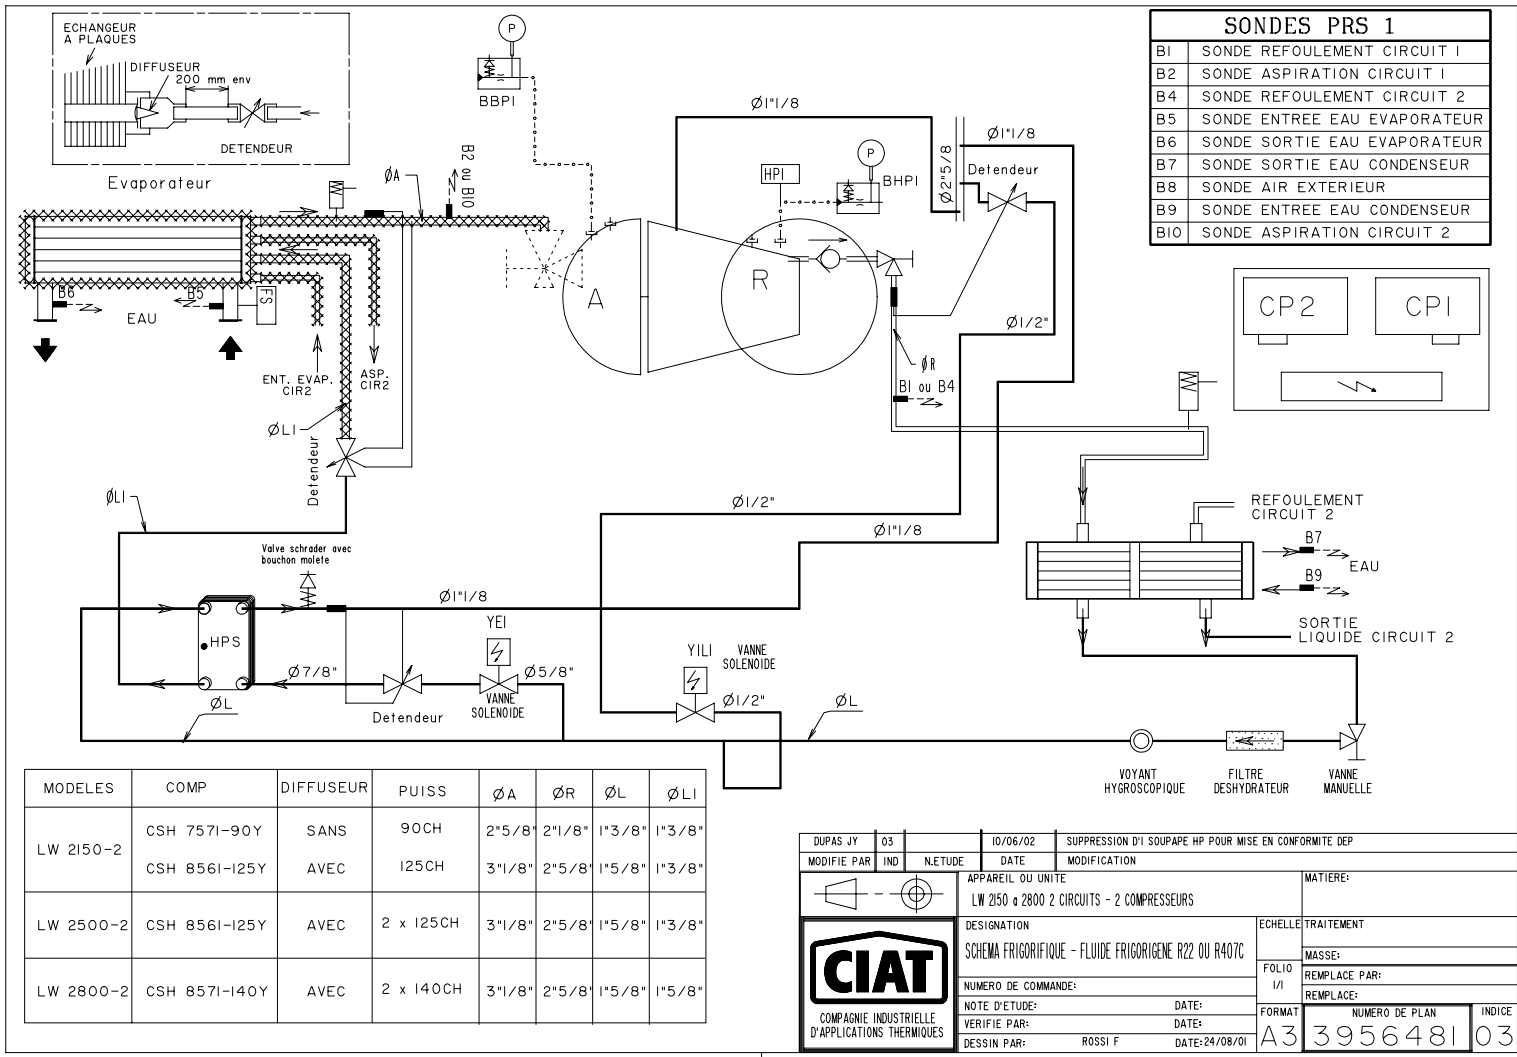 ECHANGEUR
A PLAQUES
DIFFUSEUR
200 mm env
DETENDEUR
P
BBP1
Evaporateur
ØA
B2 ou B10
Ø1"1/8
Ø2"5/8
Ø1"1/8
Detendeur
P
HP1
BHP1
SONDES PRS 1
B1 SONDE REFOULEMENT CIRCUIT 1
B2 SONDE ASPIRATION CIRCUIT 1
B4 SONDE REFOULEMENT CIRCUIT 2
B5 SONDE ENTREE EAU EVAPORATEUR
B6 SONDE SORTIE EAU EVAPORATEUR
B7 SONDE SORTIE EAU CONDENSEUR
B8 SONDE AIR EXTERIEUR
B9 SONDE ENTREE EAU CONDENSEUR
B10 SONDE ASPIRATION CIRCUIT 2
A
R
B6
B5
FS
EAU
ENT. EVAP.
CIR2
ASP.
CIR2
Ø1/2"
ØR
B1 ou B4
CP2
CP1
ØL1
Detendeur
ØL1
Ø1/2"
Ø1"1/8
REFOULEMENT
CIRCUIT 2
B7
EAU
B9
SORTIE
LIQUIDE CIRCUIT 2
Valve schrader avec
bouchon molete
Ø1"1/8
HPS
YE1
Ø7/8"
Ø5/8"
VANNE
SOLENOIDE
Detendeur
YIL1
VANNE
SOLENOIDE
Ø1/2"
ØL
ØL
VOYANT
HYGROSCOPIQUE
FILTRE
DESHYDRATEUR
VANNE
MANUELLE
MODELES COMP DIFFUSEUR PUISS ØA ØR ØL ØL1
LW 2150-2
CSH 7571-90Y SANS 90CH 2"5/8" 2"1/8" 1"3/8" 1"3/8"
CSH 8561-125Y AVEC 125CH 3"1/8" 2"5/8" 1"5/8" 1"3/8"
LW 2500-2 CSH 8561-125Y AVEC 2 x 125CH 3"1/8" 2"5/8" 1"5/8" 1"3/8"
LW 2800-2 CSH 8571-140Y AVEC 2 x 140CH 3"1/8" 2"5/8" 1"5/8" 1"5/8"
DUPAS JY 03 10/06/02 SUPPRESSION D'1 SOUPAPE HP POUR MISE EN CONFORMITE DEP
MODIFIE PAR IND N.ETUDE DATE MODIFICATION
APPAREIL OU UNITE
LW 2150 a 2800 2 CIRCUITS - 2 COMPRESSEURS
MATIERE:
DESIGNATION
SCHEMA FRIGORIFIQUE - FLUIDE FRIGORIGENE R22 OU R407C
ECHELLE
TRAITEMENT
MASSE:
FOLIO
1/1
REMPLACE PAR:
REMPLACE:
NUMERO DE COMMANDE:
NOTE D'ETUDE: DATE:
VERIFIE PAR: DATE:
DESSIN PAR: ROSSI F DATE: 24/08/01
FORMAT
A3
NUMERO DE PLAN
3956481
INDICE
03
CIAT
COMPAGNIE INDUSTRIELLE
D'APPLICATIONS THERMIQUES